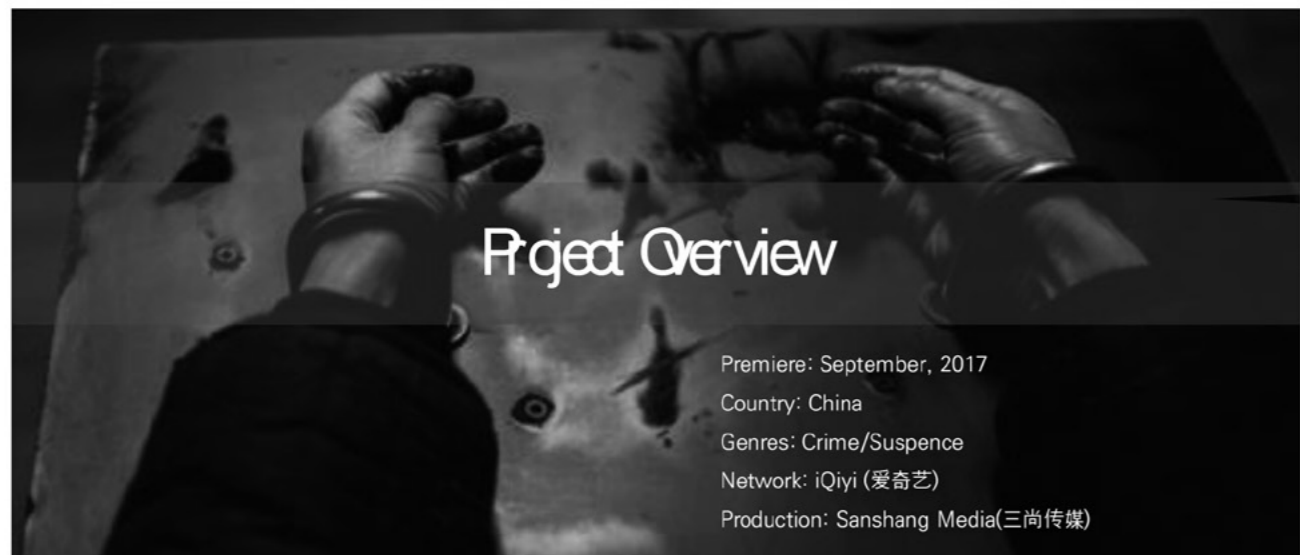 Project Overview
Premiere: September, 2017
Country: China
Genres: Crime/Suspence
Network: iQiyi (爱奇艺)
Production: Sanshang Media(三尚传媒)